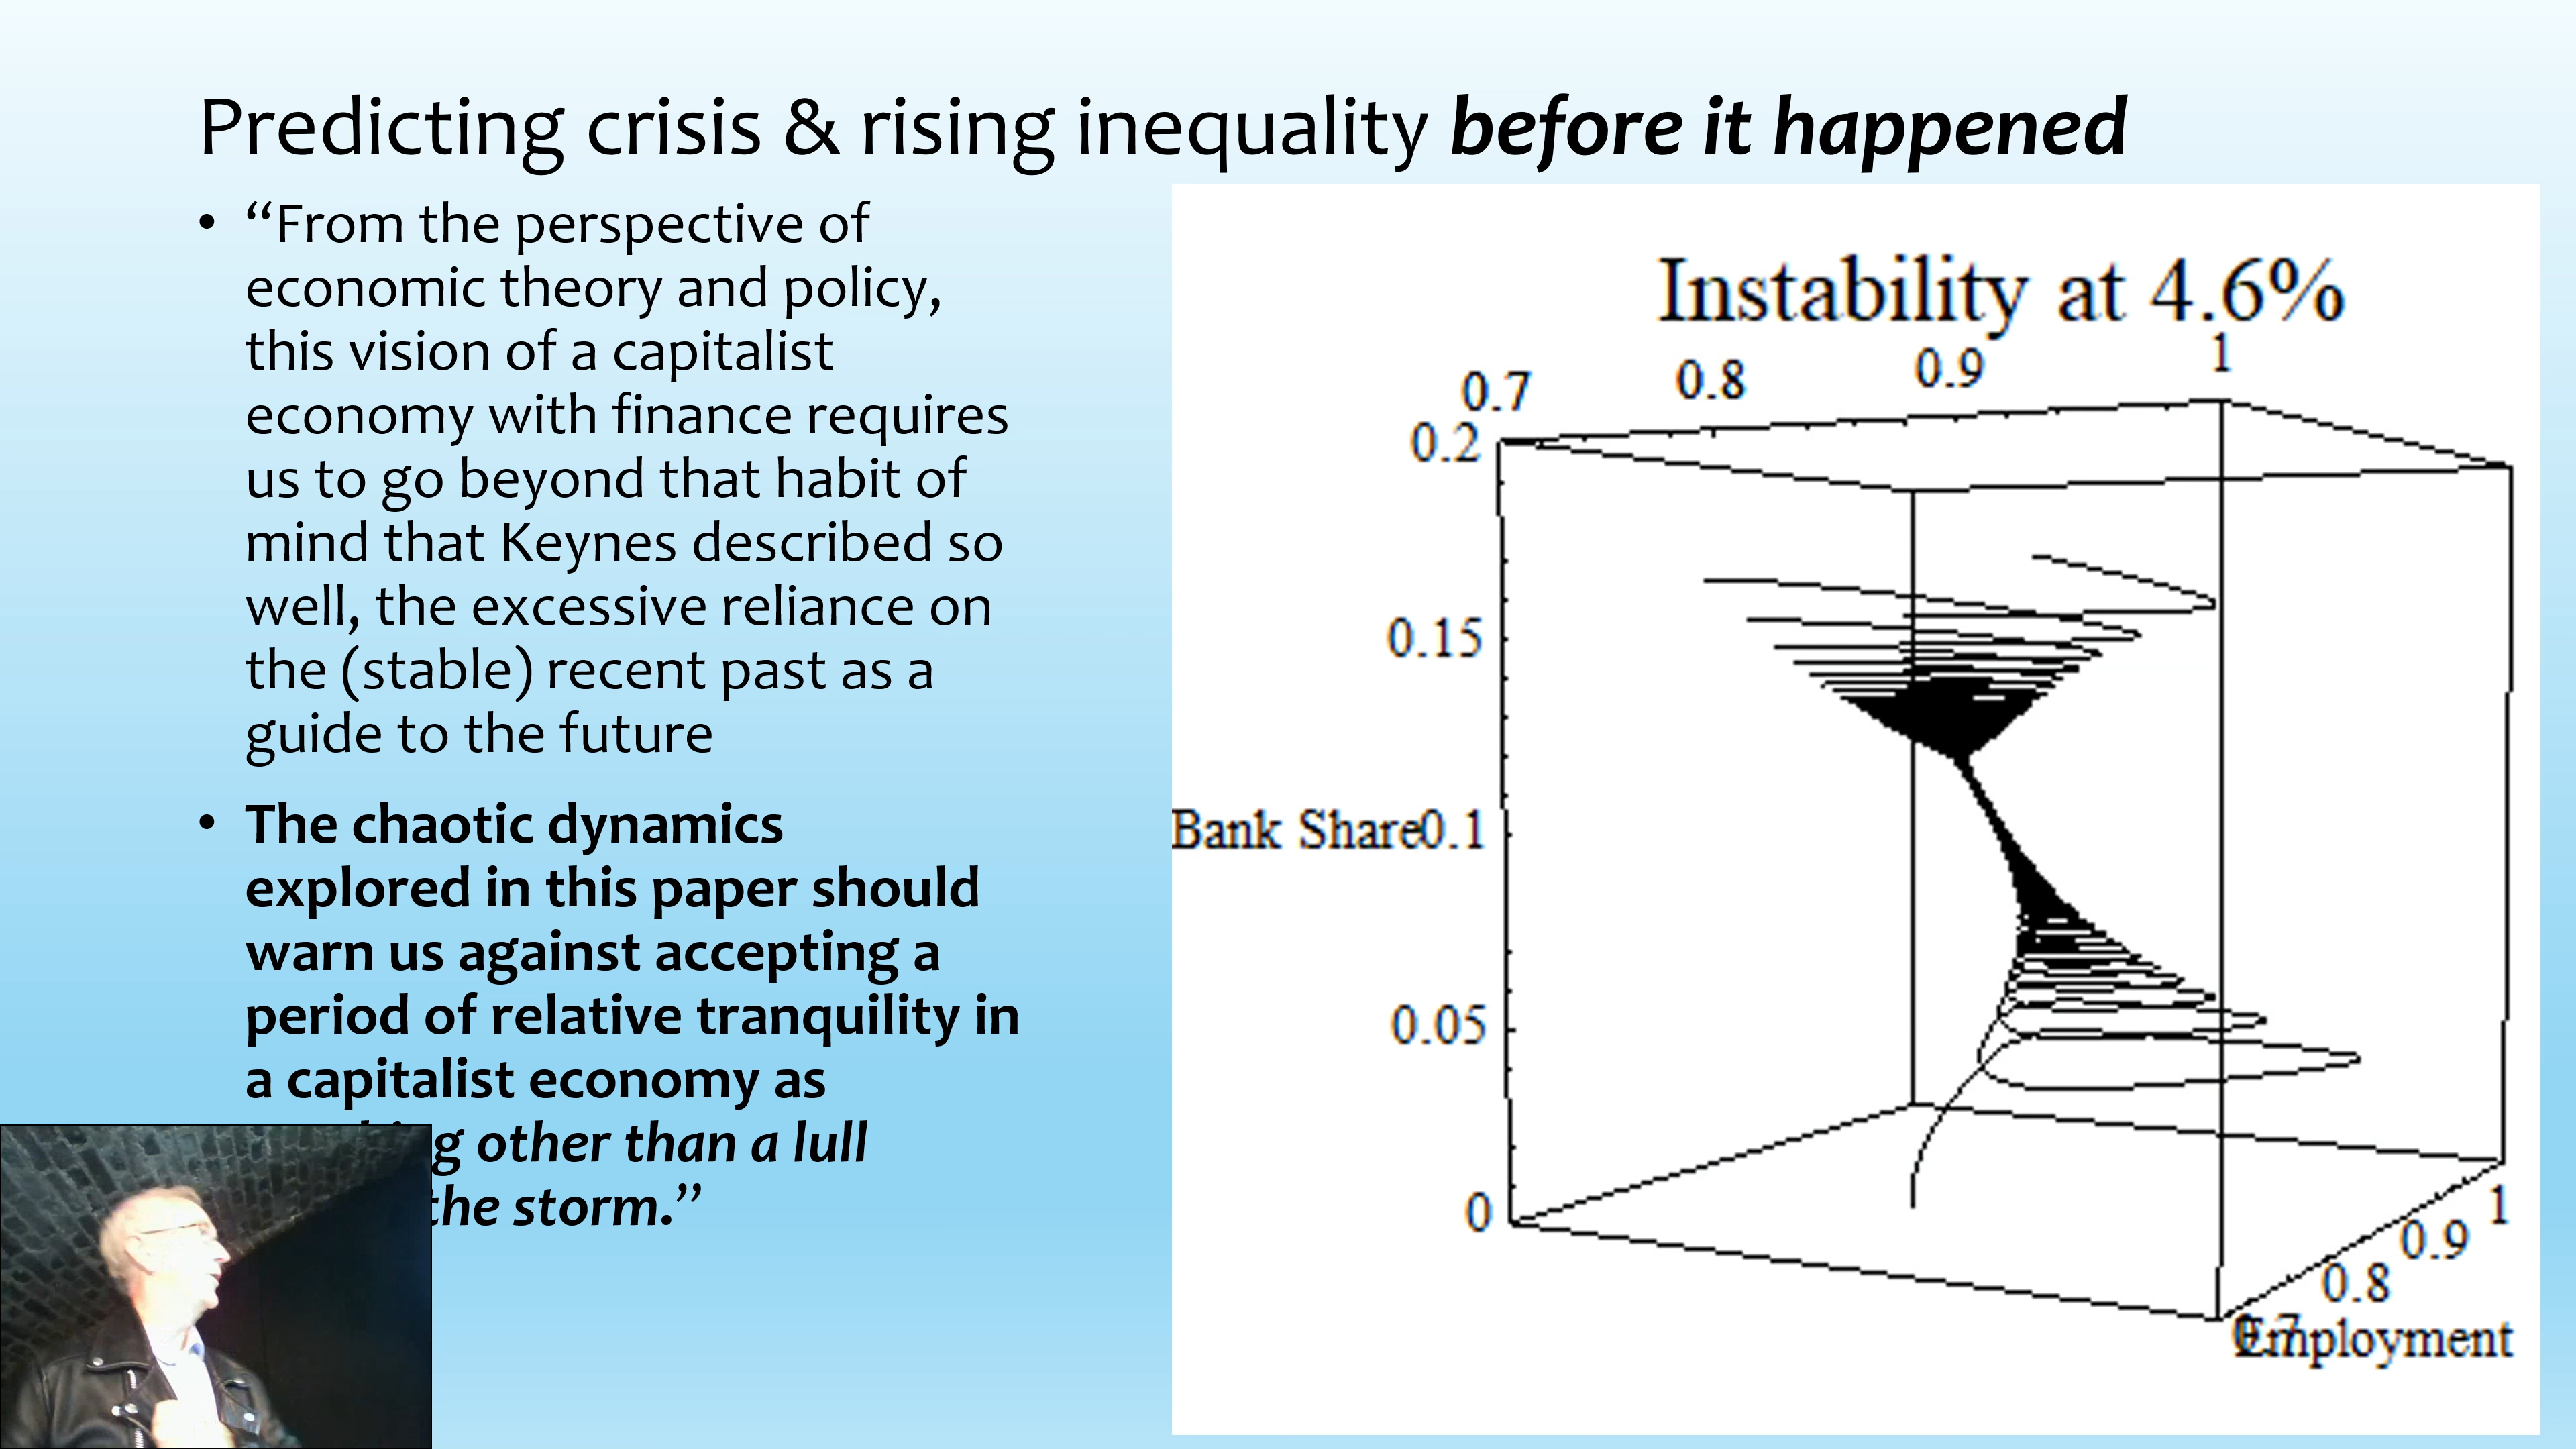 Predicting crisis & rising inequality before it happened
• “From the perspective of
economic theory and policy,
this vision of a capitalist
economy with finance requires
us to go beyond that habit of
mind that Keynes described so
well, the excessive reliance on
the (stable) recent past as a
guide to the future
• The chaotic dynamics
explored in this paper should
warn us against accepting a
period of relative tranquility in
a capitalist economy as
other than a lull
the storm.”
Instability at 4.6%
0.7 0.8 0.9 1
0.2
0.15
Bank Share 0.1
0.05
0
1
0.9
0.8
0.7
Employment